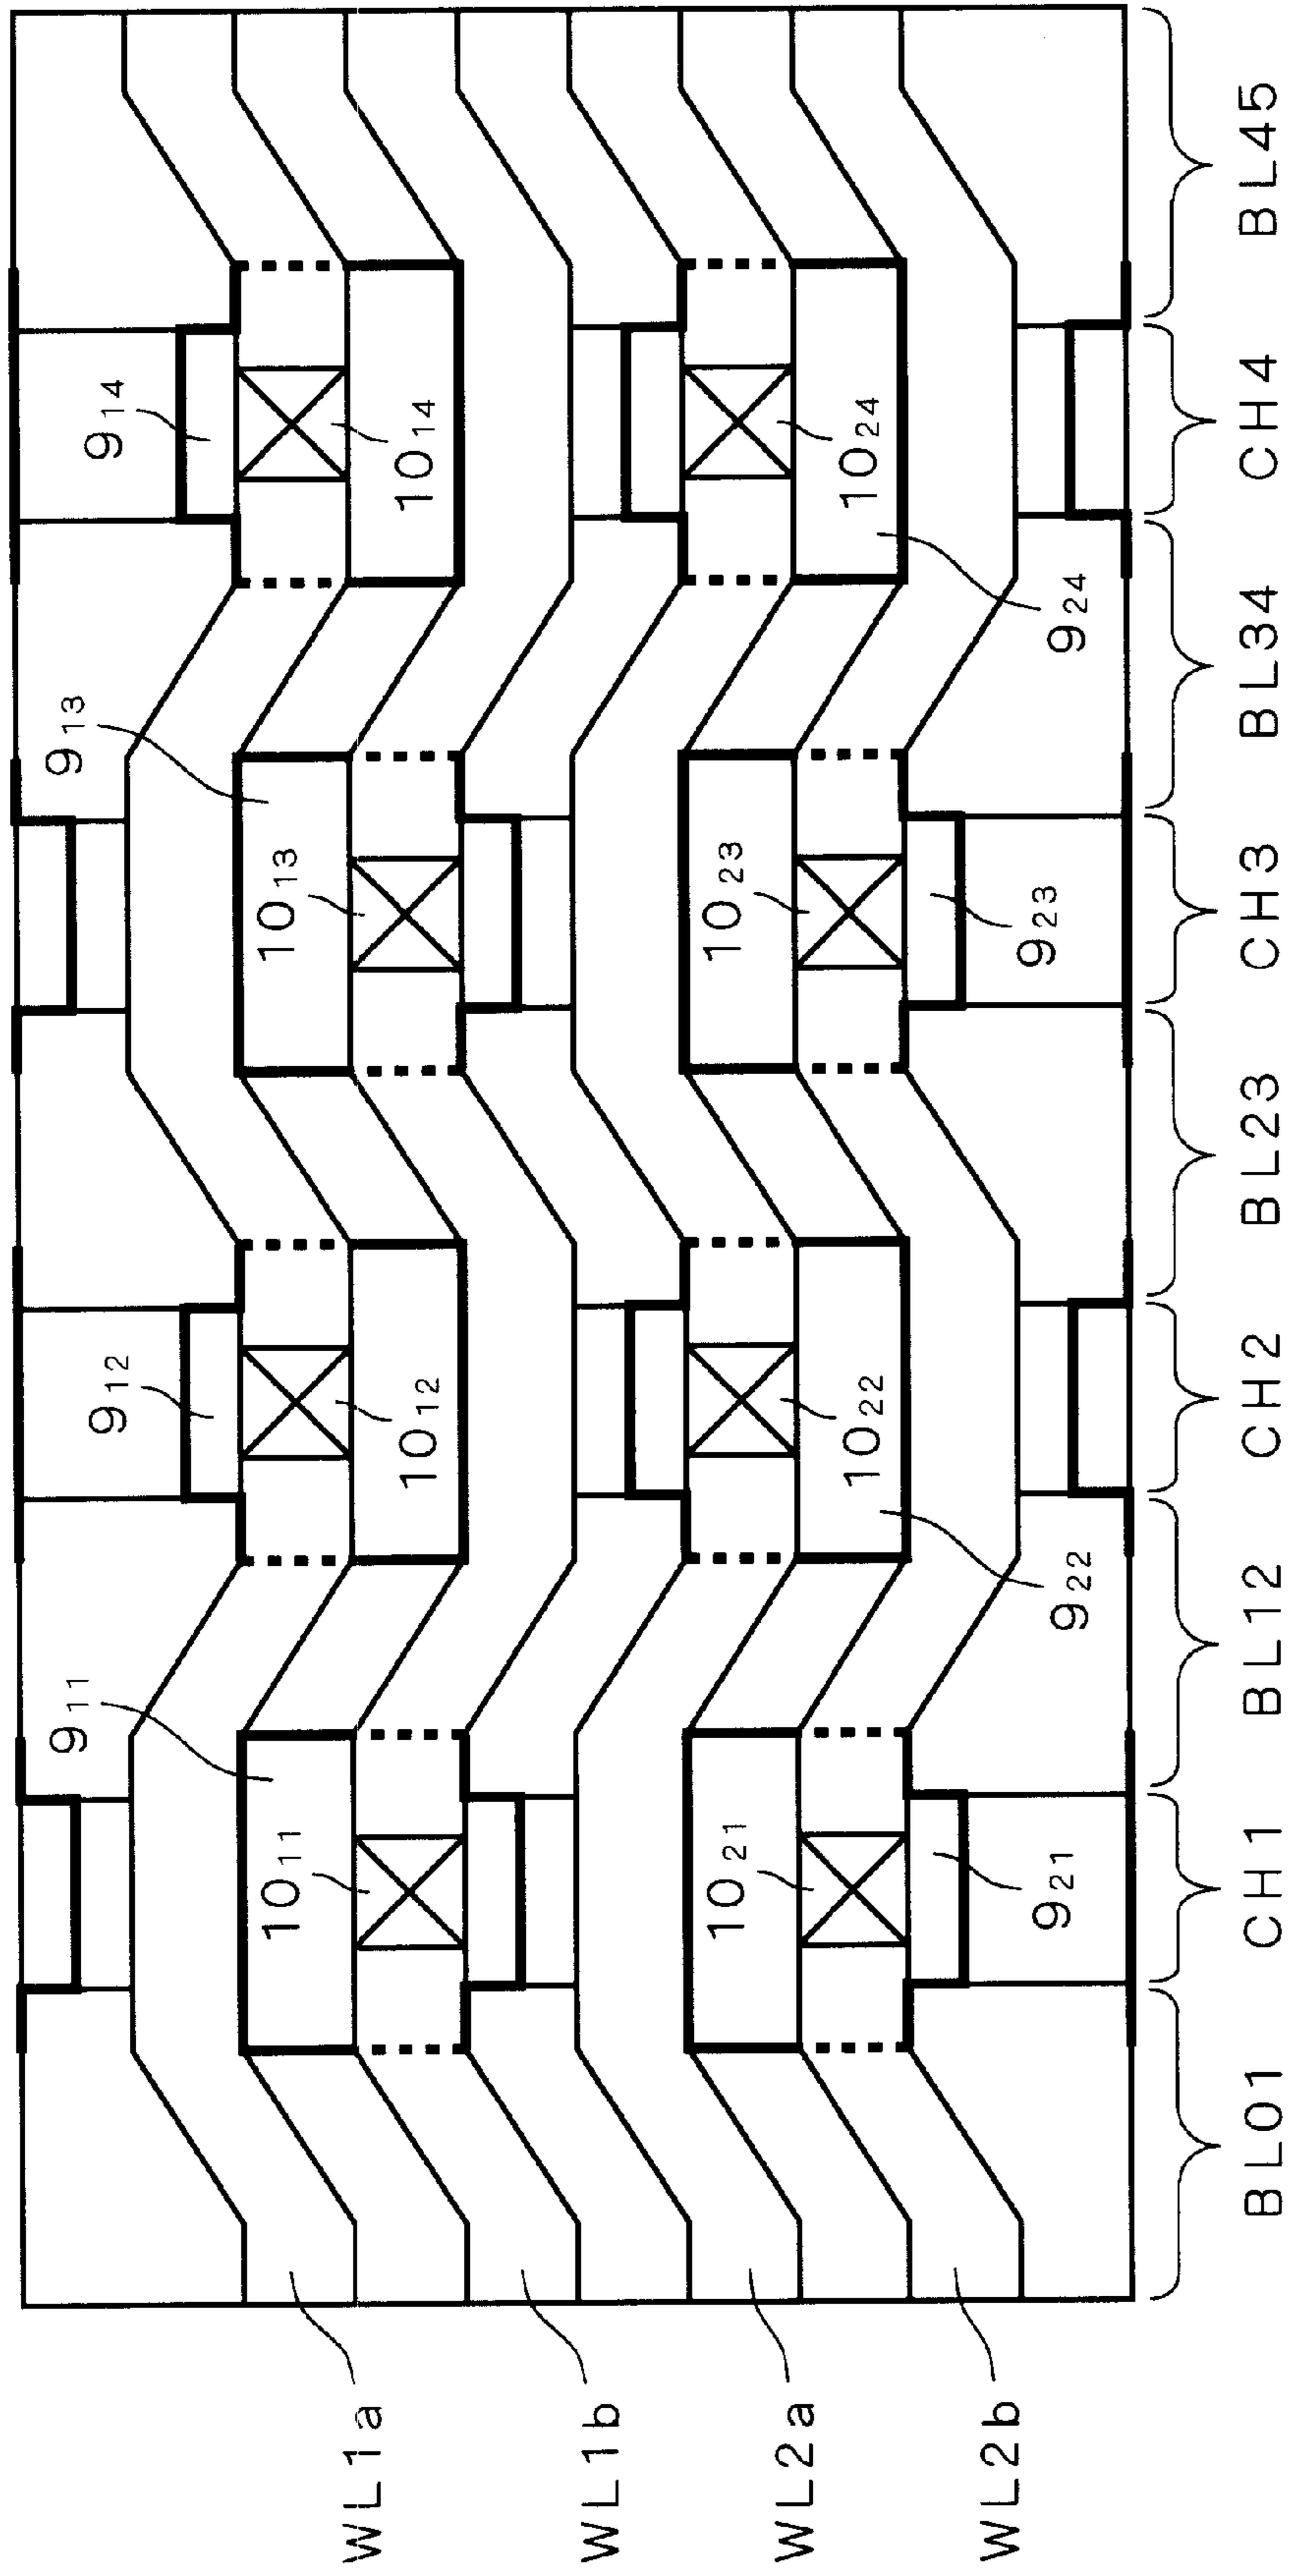 9₁₄
10₁₄
10₂₄
9₂₄
9₁₃
10₁₃
10₂₃
9₂₃
9₁₂
10₁₂
10₂₂
9₂₂
9₁₁
10₁₁
10₂₁
9₂₁
WL1a
WL1b
WL2a
WL2b
BL01
CH1
BL12
CH2
BL23
CH3
BL34
CH4
BL45